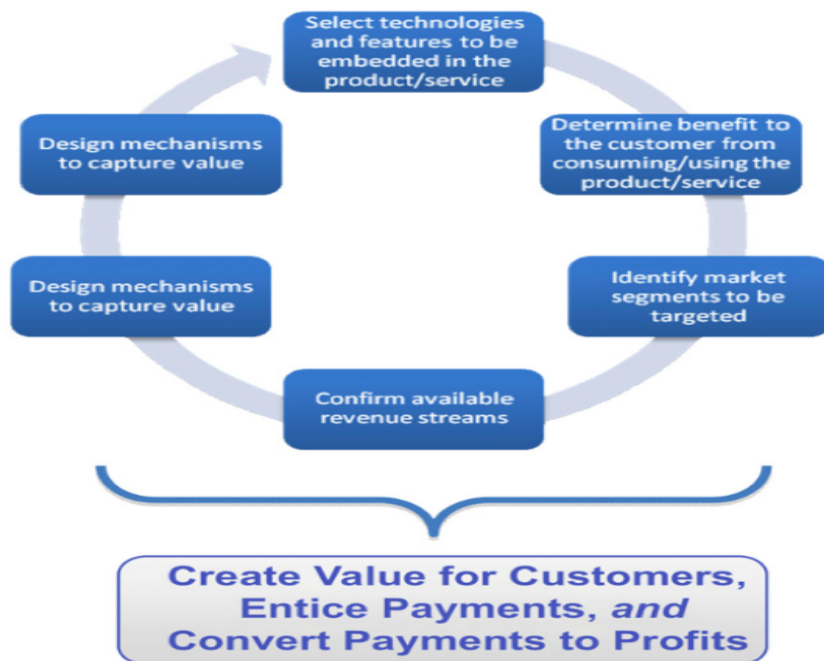 Select technologies
and features to be
embedded in the
product/service
Determine benefit to
the customer from
consuming/using the
product/service
Identify market
segments to be
targeted
Confirm available
revenue streams
Design mechanisms
to capture value
Design mechanisms
to capture value
Create Value for Customers,
Entice Payments, and
Convert Payments to Profits